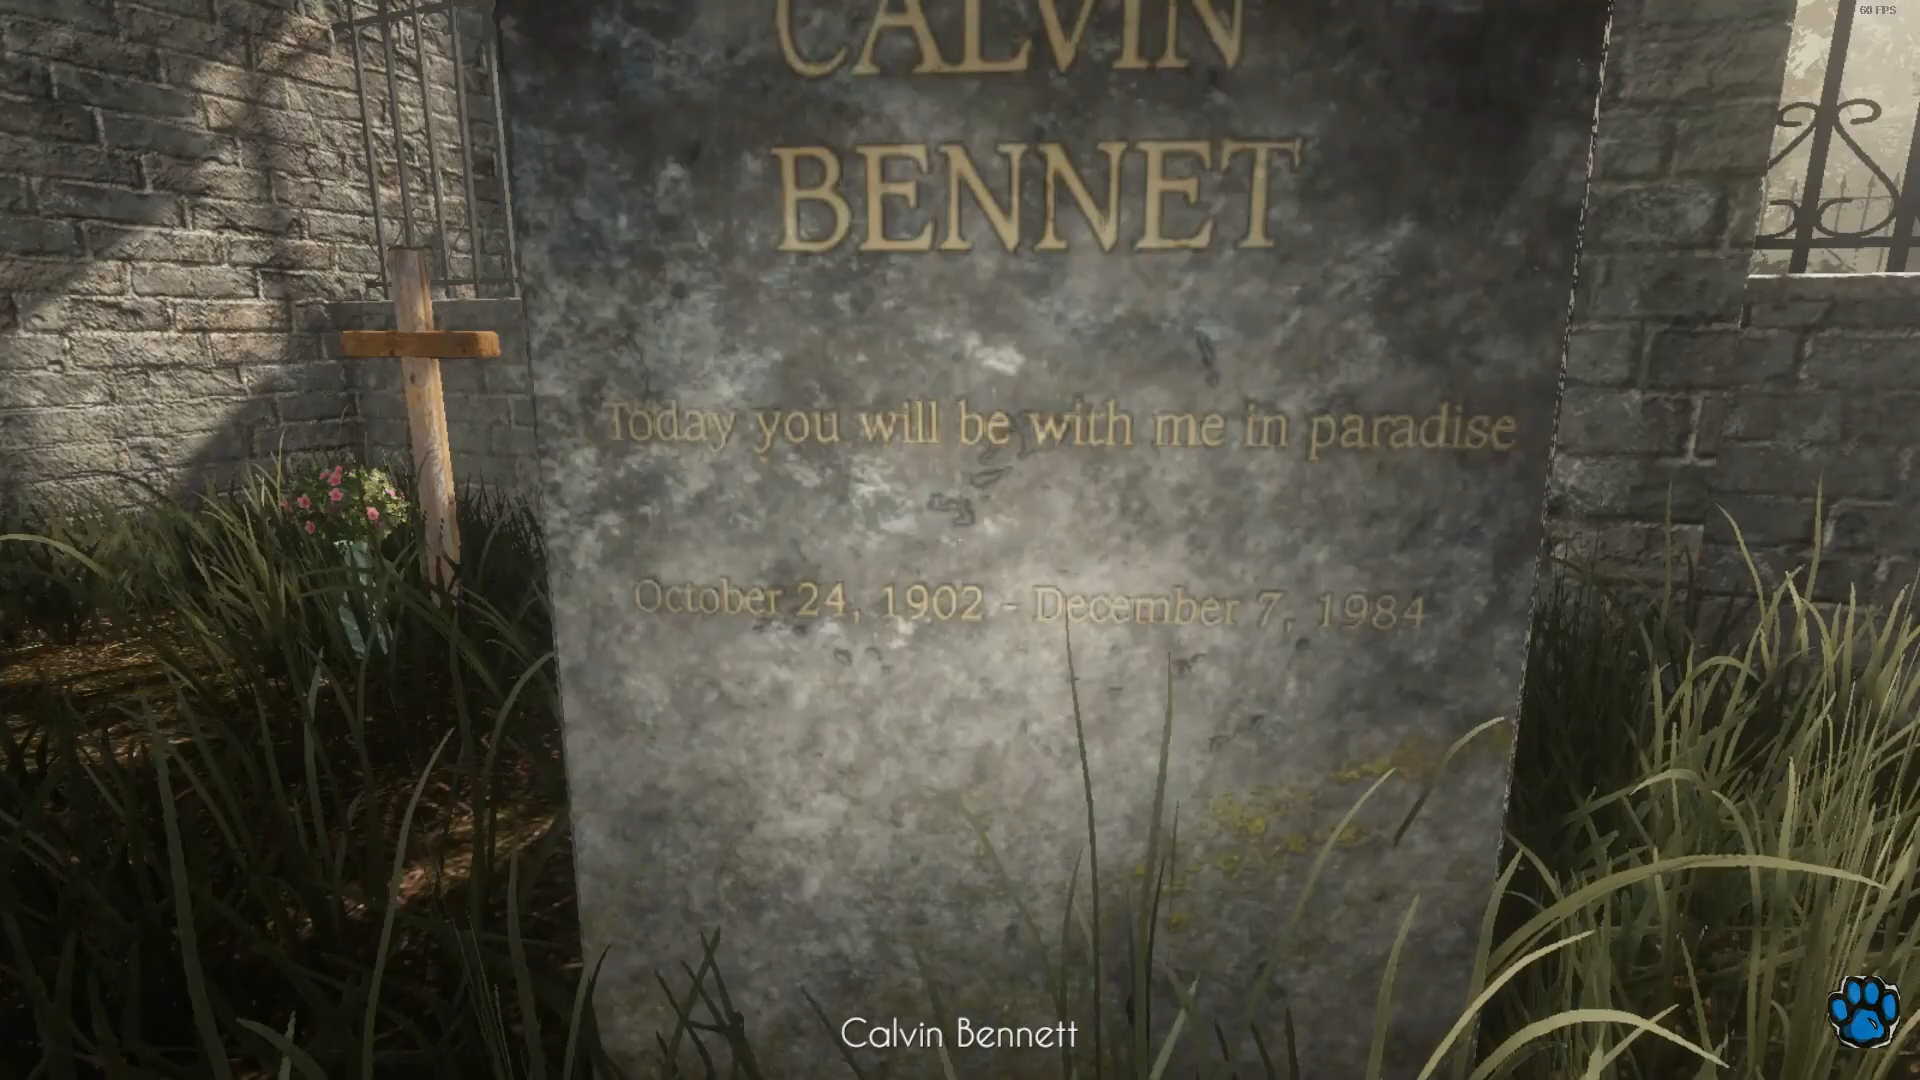 60 FPS
CALVIN
BENNET
Today you will be with me in paradise
October 24, 1902 - December 7, 1984
Calvin Bennett